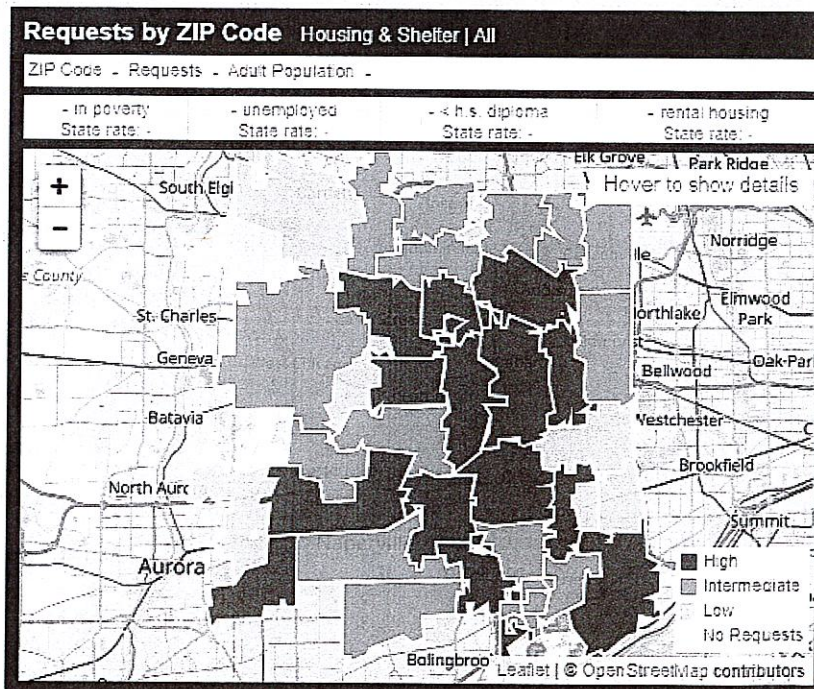 Requests by ZIP Code Housing & Shelter | All
ZIP Code - Requests - Adult Population -
- in poverty
State rate: -
- unemployed
State rate: -
- < h.s. diploma
State rate: -
- rental housing
State rate: -
+
−
Elk Grove
Park Ridge
Hover to show details
South Elgi
Norridge
County
St. Charles
Elmwood
Park
Geneva
Oak-Par
Bellwood
Batavia
Westchester
Brookfield
North Auro
Summit
Aurora
High
Intermediate
Low
No Requests
Bolingbroo
Leaflet | © OpenStreetMap contributors